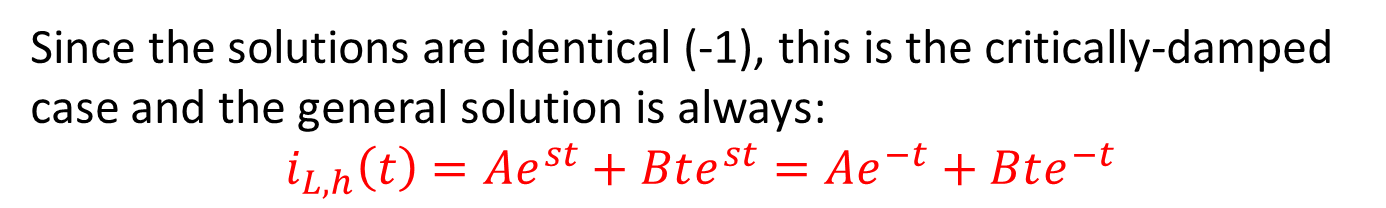 Since the solutions are identical (-1), this is the critically-damped
case and the general solution is always:
$i_{L,h}(t) = Ae^{st} + Bte^{st} = Ae^{-t} + Bte^{-t}$